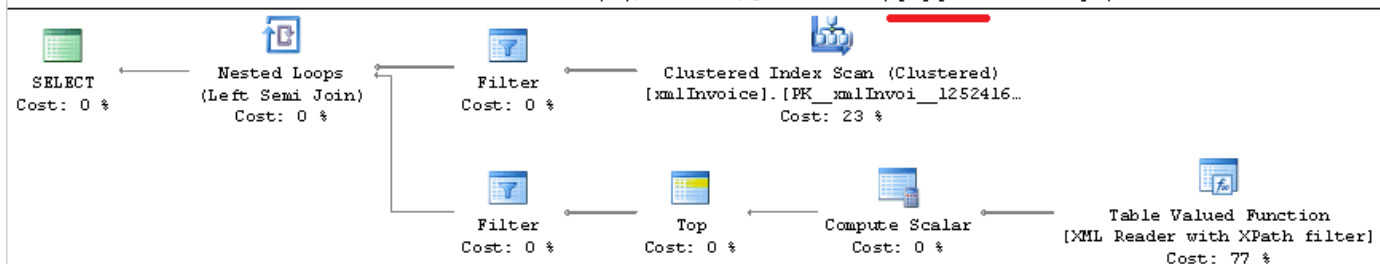 SELECT
Cost: 0 %
Nested Loops
(Left Semi Join)
Cost: 0 %
Filter
Cost: 0 %
Clustered Index Scan (Clustered)
[xmlInvoice].[PK__xmlInvoi__1252416…
Cost: 23 %
Filter
Cost: 0 %
Top
Cost: 0 %
Compute Scalar
Cost: 0 %
Table Valued Function
[XML Reader with XPath filter]
Cost: 77 %